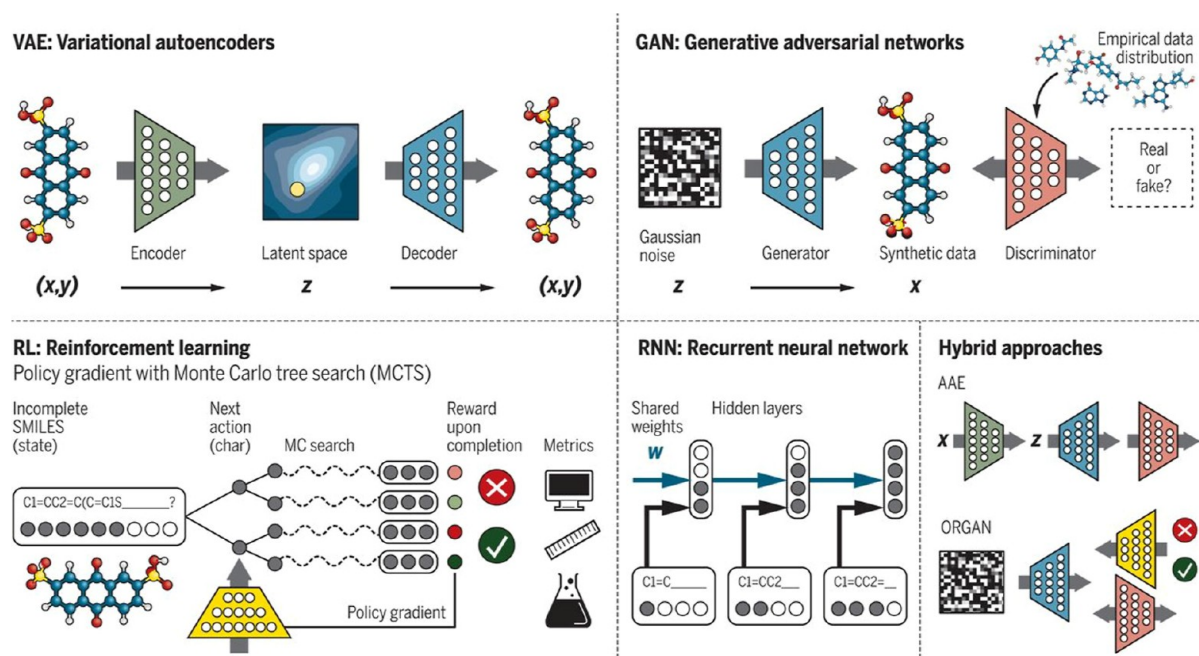 VAE: Variational autoencoders
Encoder
Latent space
Decoder
(x,y)
z
(x,y)
GAN: Generative adversarial networks
Empirical data
distribution
Real
or
fake?
Gaussian
noise
Generator
Synthetic data
Discriminator
z
x
RL: Reinforcement learning
Policy gradient with Monte Carlo tree search (MCTS)
Incomplete
SMILES
(state)
Next
action
(char)
MC search
Reward
upon
completion
Metrics
C1=CC2=C(C=C1S______?
Policy gradient
RNN: Recurrent neural network
Shared
weights
Hidden layers
w
C1=C_____
C1=CC2___
C1=CC2=__
Hybrid approaches
AAE
x
z
ORGAN